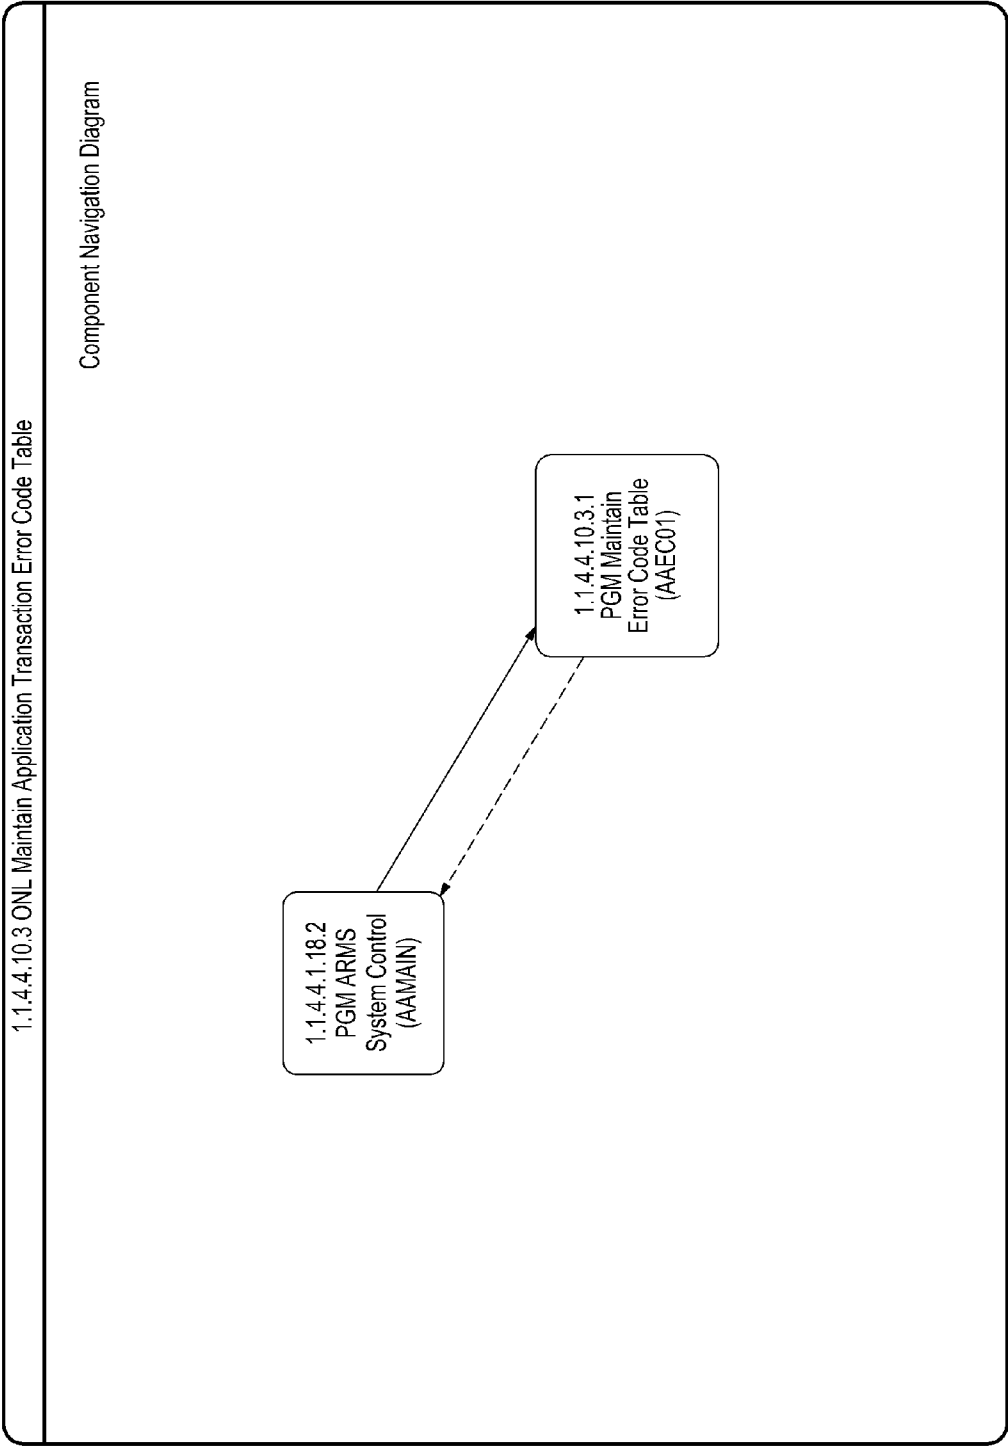 1.1.4.4.10.3 ONL Maintain Application Transaction Error Code Table
Component Navigation Diagram
1.1.4.4.1.18.2
PGM ARMS
System Control
(AAMAIN)
1.1.4.4.10.3.1
PGM Maintain
Error Code Table
(AAEC01)